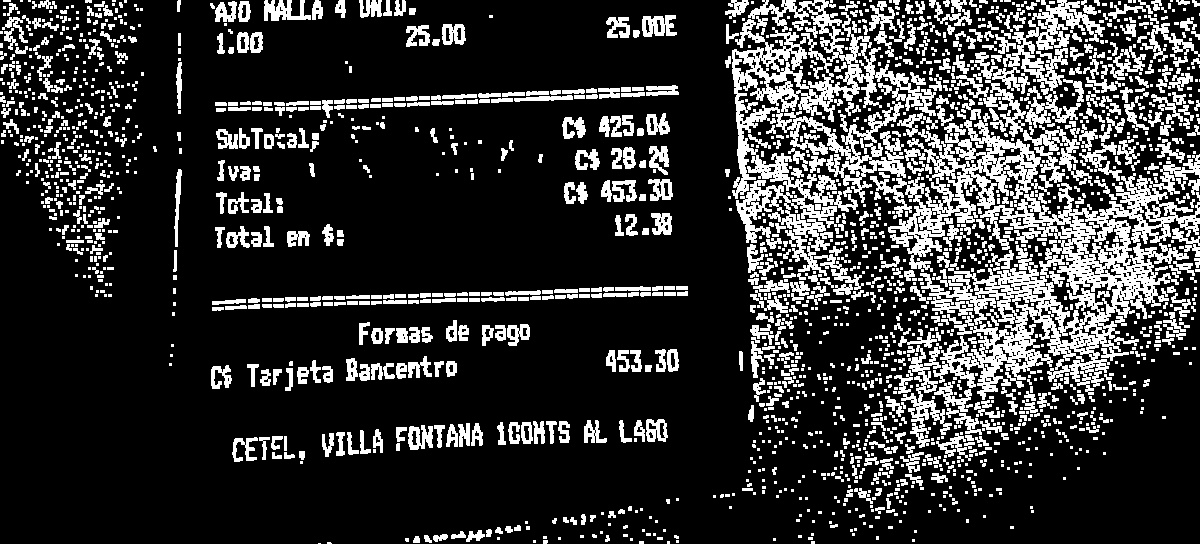 AJO MALLA 4 UNID.
1.00 25.00 25.00E
SubTotal: C$ 425.06
Iva: C$ 28.24
Total: C$ 453.30
Total en $: 12.38
Formas de pago
C$ Tarjeta Bancentro 453.30
CETEL, VILLA FONTANA 100MTS AL LAGO